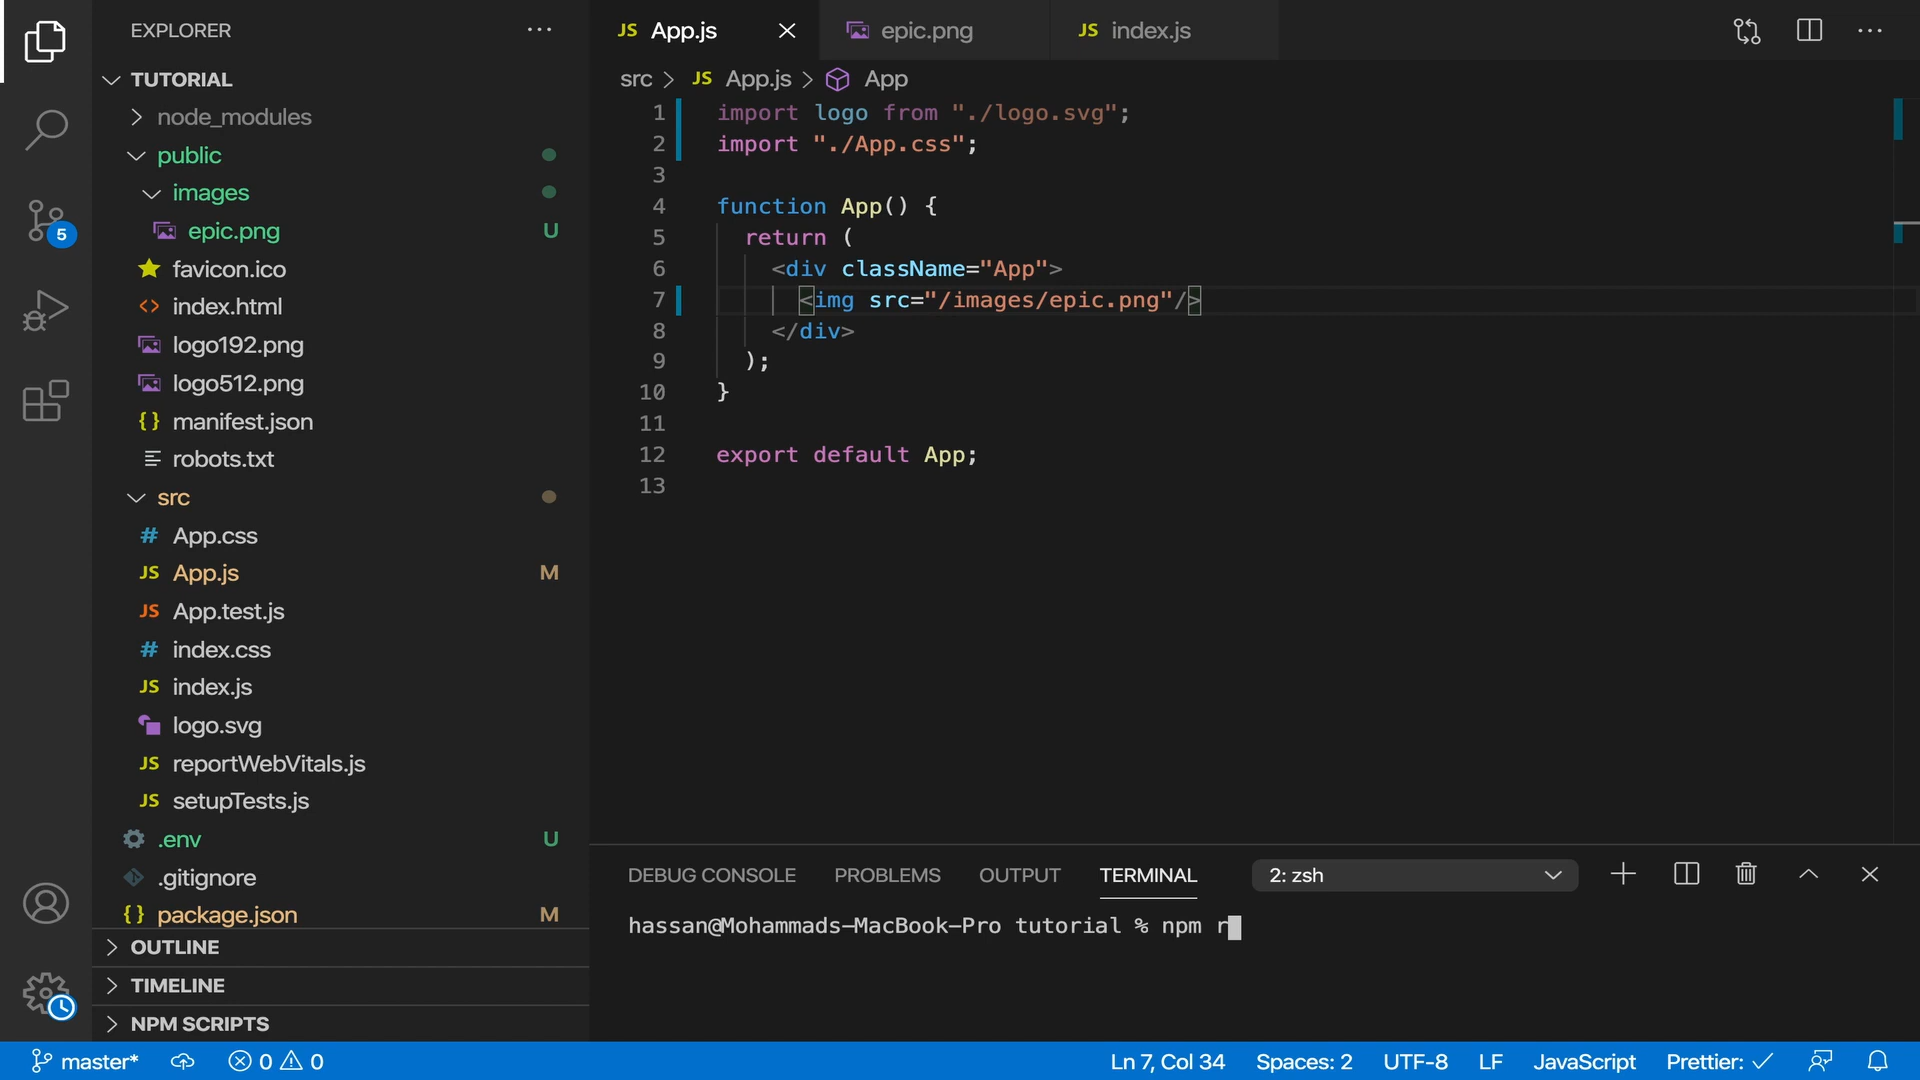 EXPLORER
TUTORIAL
node_modules
public
images
epic.png U
favicon.ico
index.html
logo192.png
logo512.png
manifest.json
robots.txt
src
App.css
App.js M
App.test.js
index.css
index.js
logo.svg
reportWebVitals.js
setupTests.js
.env U
.gitignore
package.json M
OUTLINE
TIMELINE
NPM SCRIPTS
5
JS App.js epic.png JS index.js
src > JS App.js > App
1 import logo from "./logo.svg";
2 import "./App.css";
3
4 function App() {
5 return (
6 <div className="App">
7 <img src="/images/epic.png"/>
8 </div>
9 );
10 }
11
12 export default App;
13
DEBUG CONSOLE PROBLEMS OUTPUT TERMINAL 2: zsh
hassan@Mohammads-MacBook-Pro tutorial % npm r
master* 0 0 Ln 7, Col 34 Spaces: 2 UTF-8 LF JavaScript Prettier: ✓